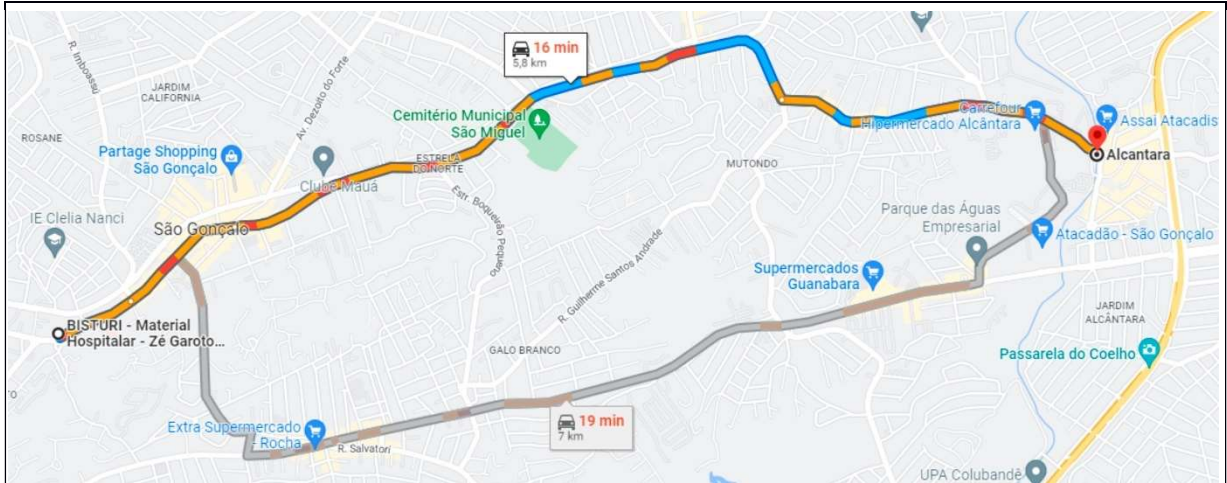 16 min
5,8 km
R. Imboassú
JARDIM
CALIFORNIA
Av. Dezoito do Forte
ROSANE
Cemitério Municipal
São Miguel
Carrefour
Hipermercado Alcântara
Assai Atacadis
Partage Shopping
São Gonçalo
ESTRELA
DO NORTE
Alcantara
MUTONDO
Clube Mauá
Estr. Boqueirão Pequeno
IE Clelia Nanci
São Gonçalo
Parque das Águas
Empresarial
Atacadão - São Gonçalo
R. Guilherme Santos Andrade
Supermercados
Guanabara
JARDIM
ALCÂNTARA
BISTURI - Material
Hospitalar - Zé Garoto...
GALO BRANCO
Passarela do Coelho
to
19 min
7 km
Extra Supermercado
- Rocha
R. Salvatori
UPA Colubandê